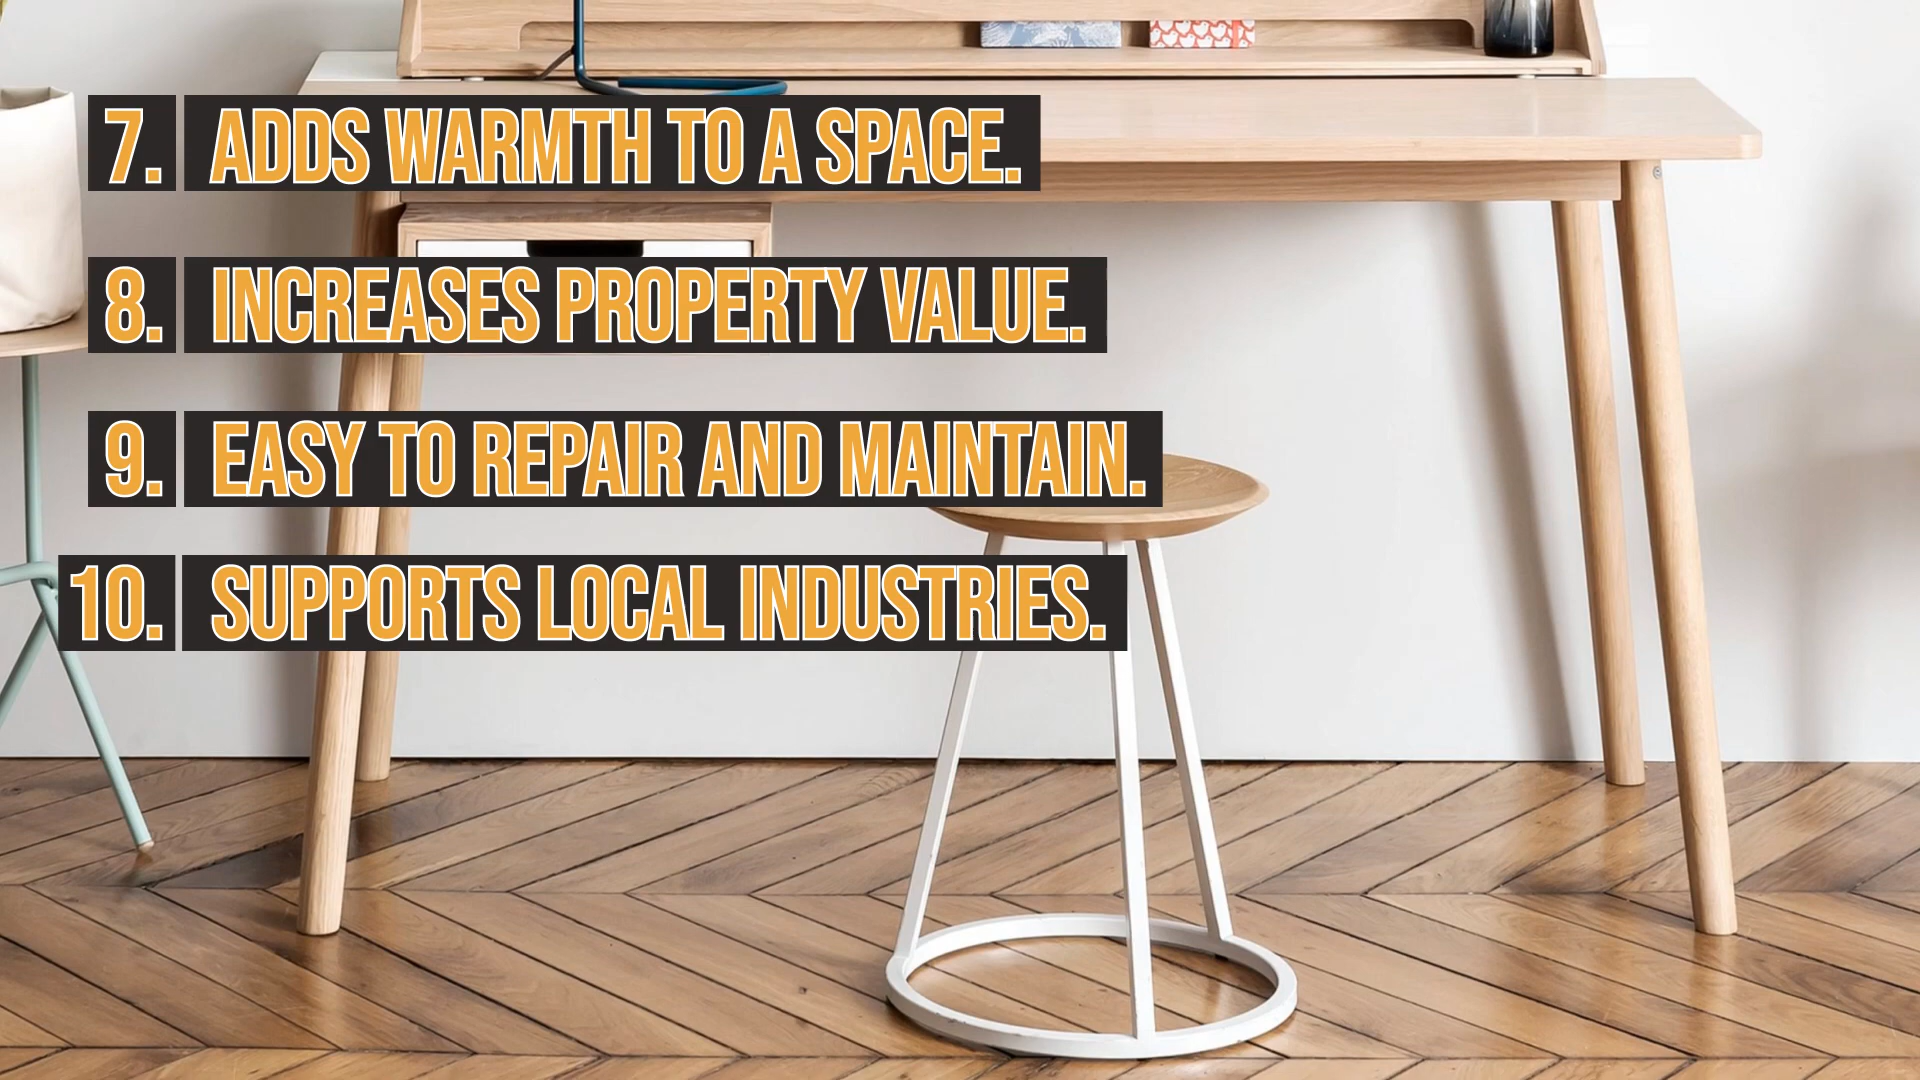 7. ADDS WARMTH TO A SPACE.
8. INCREASES PROPERTY VALUE.
9. EASY TO REPAIR AND MAINTAIN.
10. SUPPORTS LOCAL INDUSTRIES.